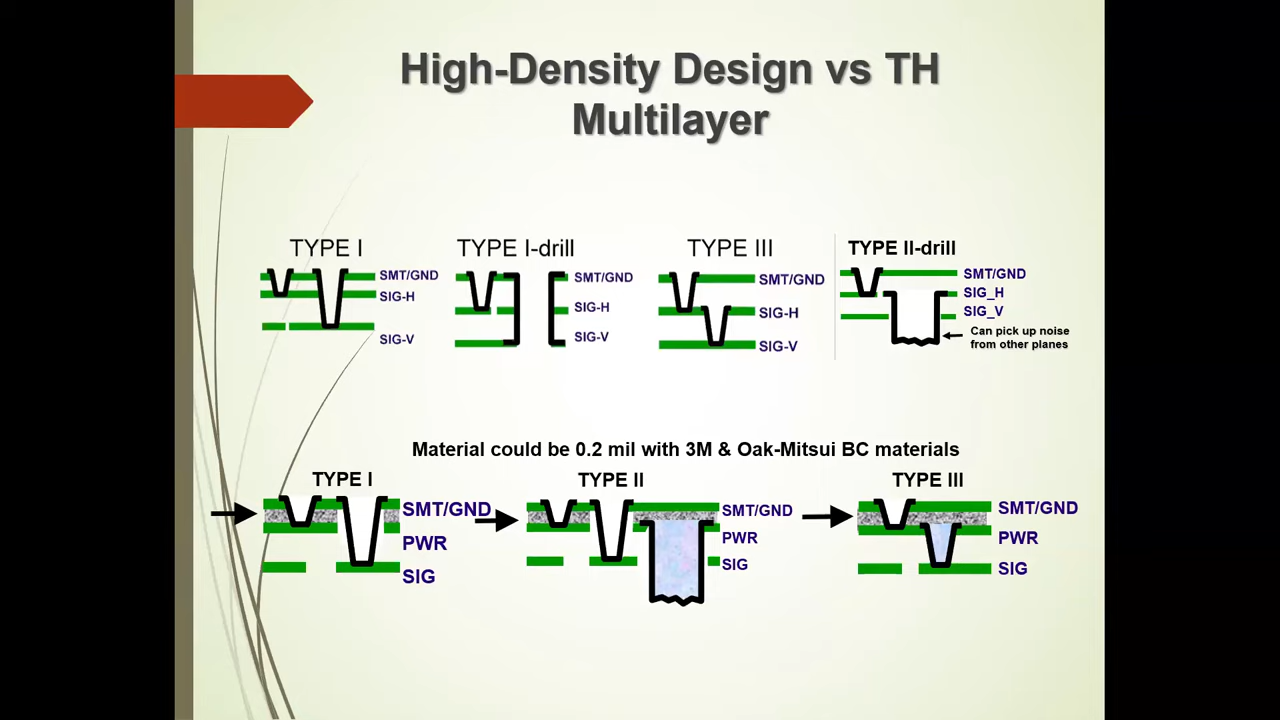 High-Density Design vs TH
Multilayer
TYPE I
SMT/GND
SIG-H
SIG-V
TYPE I-drill
SMT/GND
SIG-H
SIG-V
TYPE III
SMT/GND
SIG-H
SIG-V
TYPE II-drill
SMT/GND
SIG_H
SIG_V
Can pick up noise
from other planes
Material could be 0.2 mil with 3M & Oak-Mitsui BC materials
TYPE I
SMT/GND
PWR
SIG
TYPE II
SMT/GND
PWR
SIG
TYPE III
SMT/GND
PWR
SIG